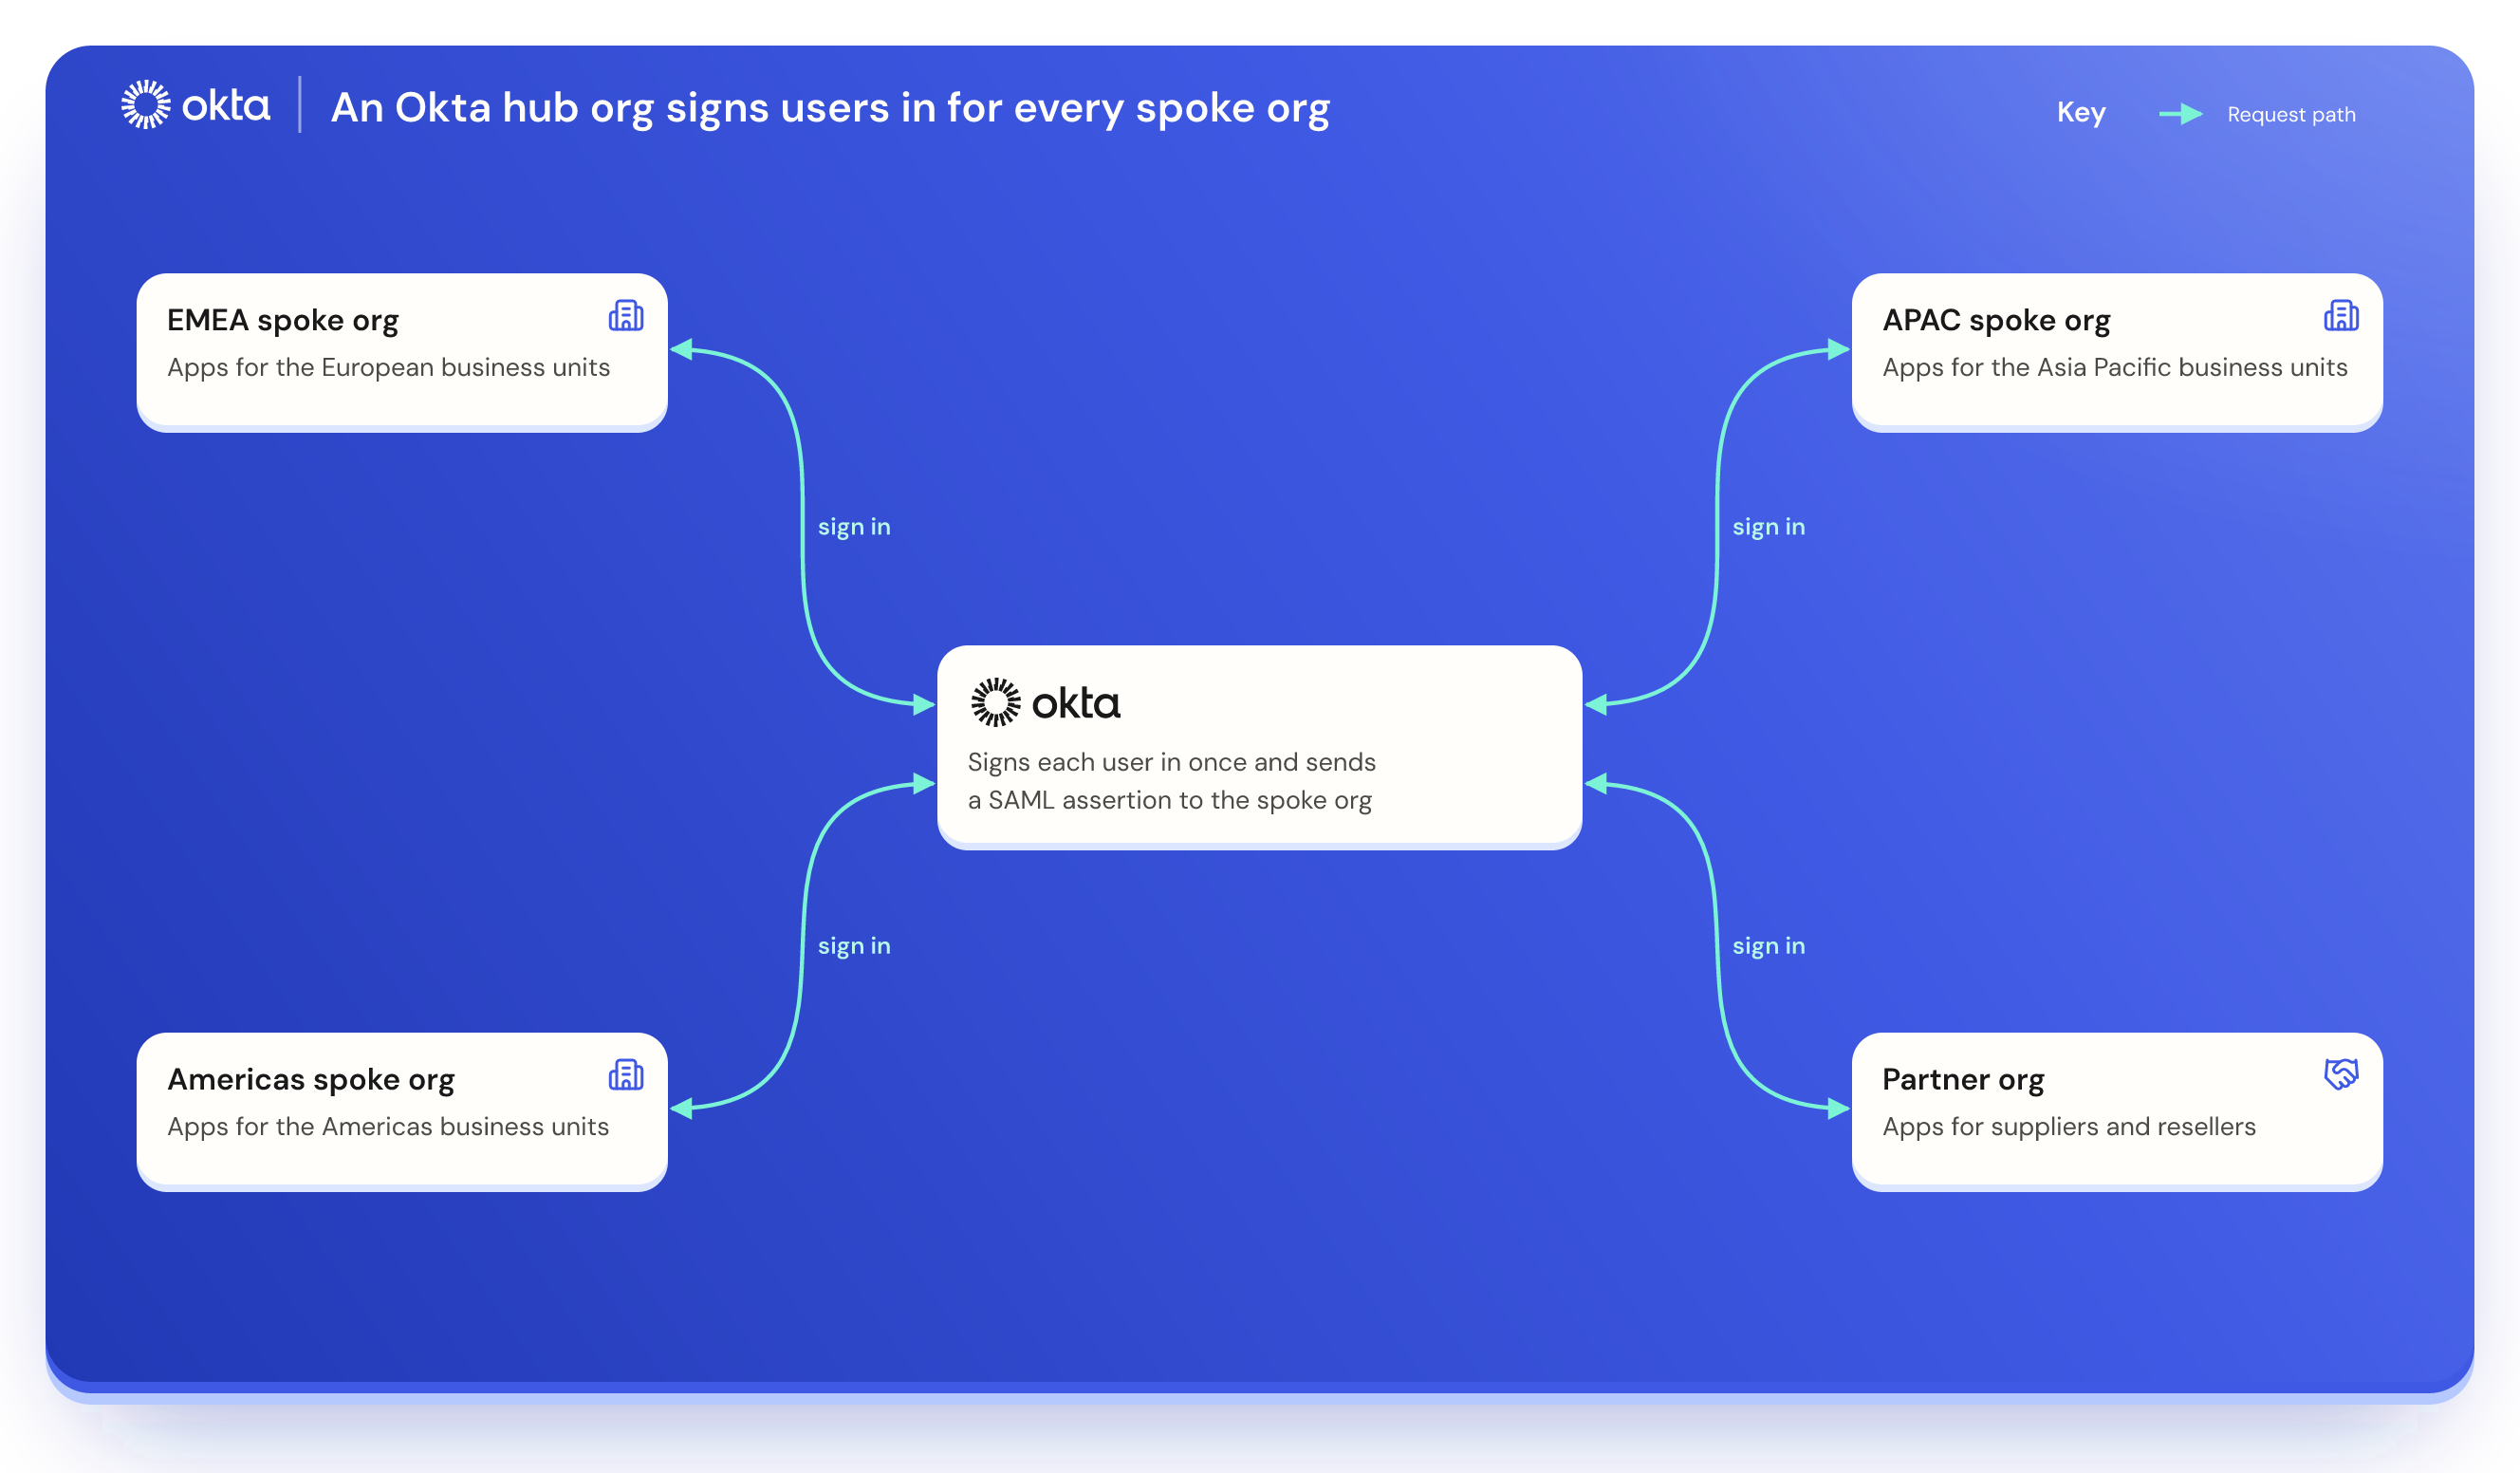 okta
An Okta hub org signs users in for every spoke org
Key
Request path
EMEA spoke org
Apps for the European business units
APAC spoke org
Apps for the Asia Pacific business units
sign in
sign in
okta
Signs each user in once and sends
a SAML assertion to the spoke org
sign in
sign in
Americas spoke org
Apps for the Americas business units
Partner org
Apps for suppliers and resellers